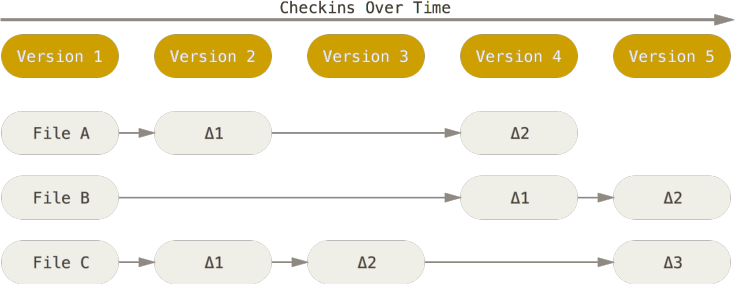 Checkins Over Time
Version 1 Version 2 Version 3 Version 4 Version 5
File A Δ1 Δ2
File B Δ1 Δ2
File C Δ1 Δ2 Δ3